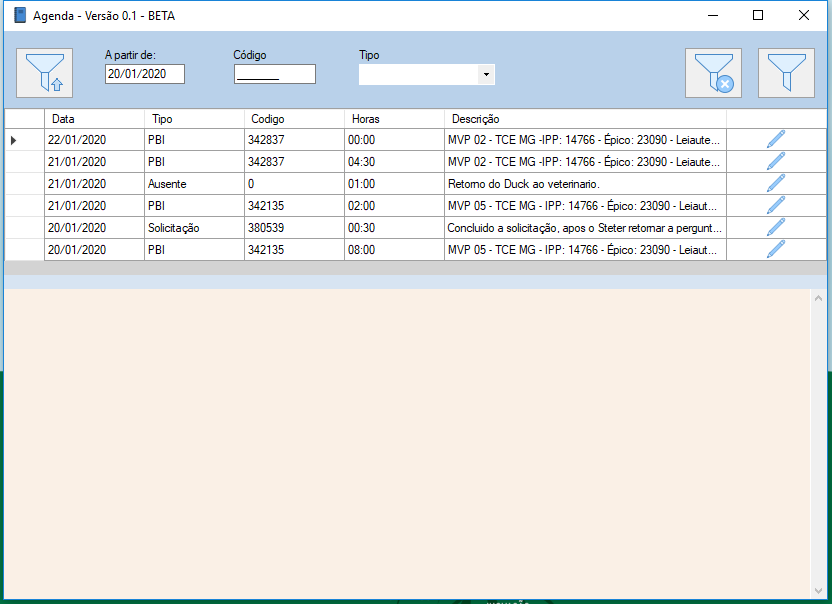 Agenda - Versão 0.1 - BETA
A partir de: Código Tipo
20/01/2020
Data Tipo Codigo Horas Descrição
22/01/2020 PBI 342837 00:00 MVP 02 - TCE MG -IPP: 14766 - Épico: 23090 - Leiaute...
21/01/2020 PBI 342837 04:30 MVP 02 - TCE MG -IPP: 14766 - Épico: 23090 - Leiaute...
21/01/2020 Ausente 0 01:00 Retorno do Duck ao veterinario.
21/01/2020 PBI 342135 02:00 MVP 05 - TCE MG - IPP: 14766 - Épico: 23090 - Leiaut...
20/01/2020 Solicitação 380539 00:30 Concluido a solicitação, apos o Steter retornar a pergunt...
20/01/2020 PBI 342135 08:00 MVP 05 - TCE MG - IPP: 14766 - Épico: 23090 - Leiaut...